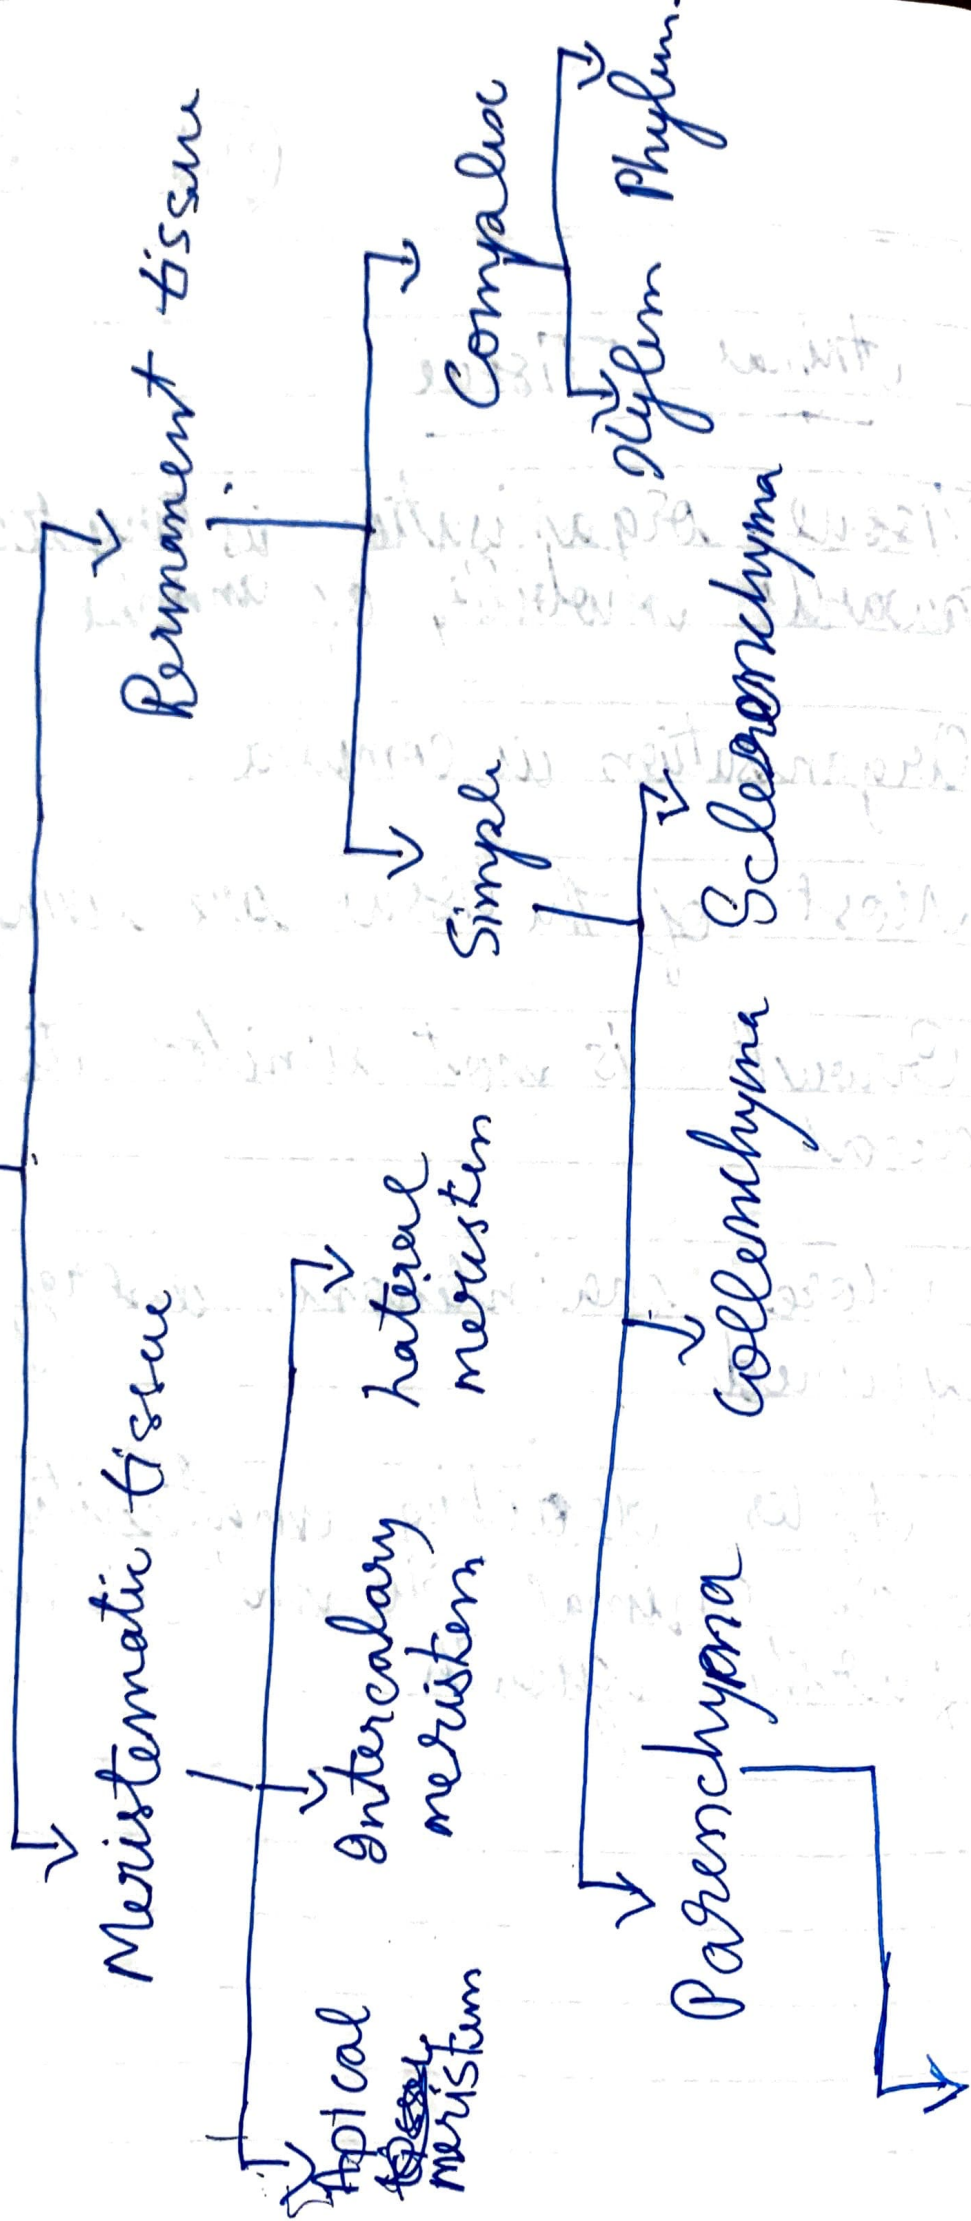 Meristematic tissue
Permanent tissue
Apical
meristem
Intercalary
meristem
Lateral
meristem
Simple
Complex
Parenchyma
Collenchyma
Sclerenchyma
Xylem
Phylum